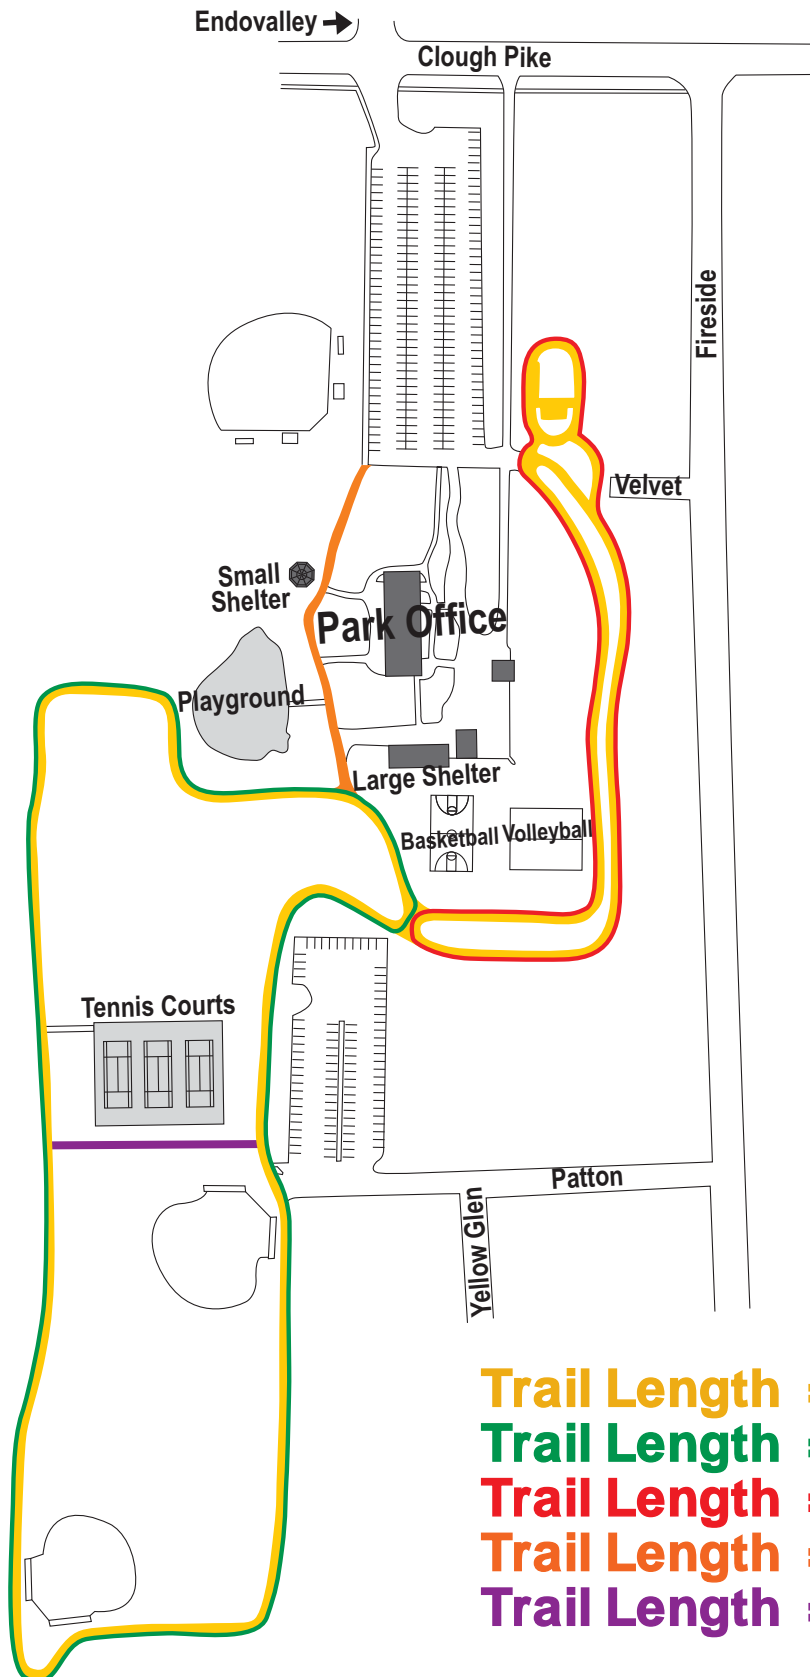 Endovalley
Clough Pike
Fireside
Velvet
Small
Shelter
Park Office
Playground
Large Shelter
Basketball Volleyball
Tennis Courts
Patton
Yellow Glen
Trail Length =
Trail Length =
Trail Length =
Trail Length =
Trail Length =